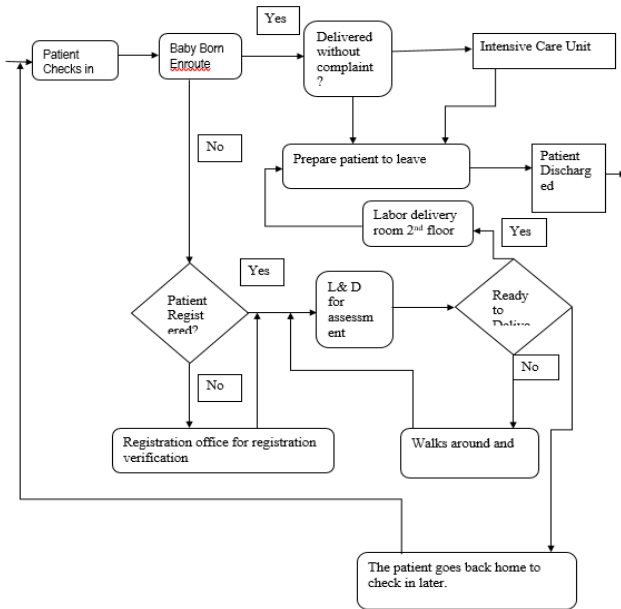 Yes
Patient
Checks in
Baby Born
Enroute
Delivered
without
complaint
?
Intensive Care Unit
No
Prepare patient to leave
Patient
Discharg
ed
Labor delivery
room 2nd floor
Yes
Yes
Patient
Regist
ered?
L& D
for
assessm
ent
Ready
to
No
No
Registration office for registration
verification
Walks around and
The patient goes back home to
check in later.